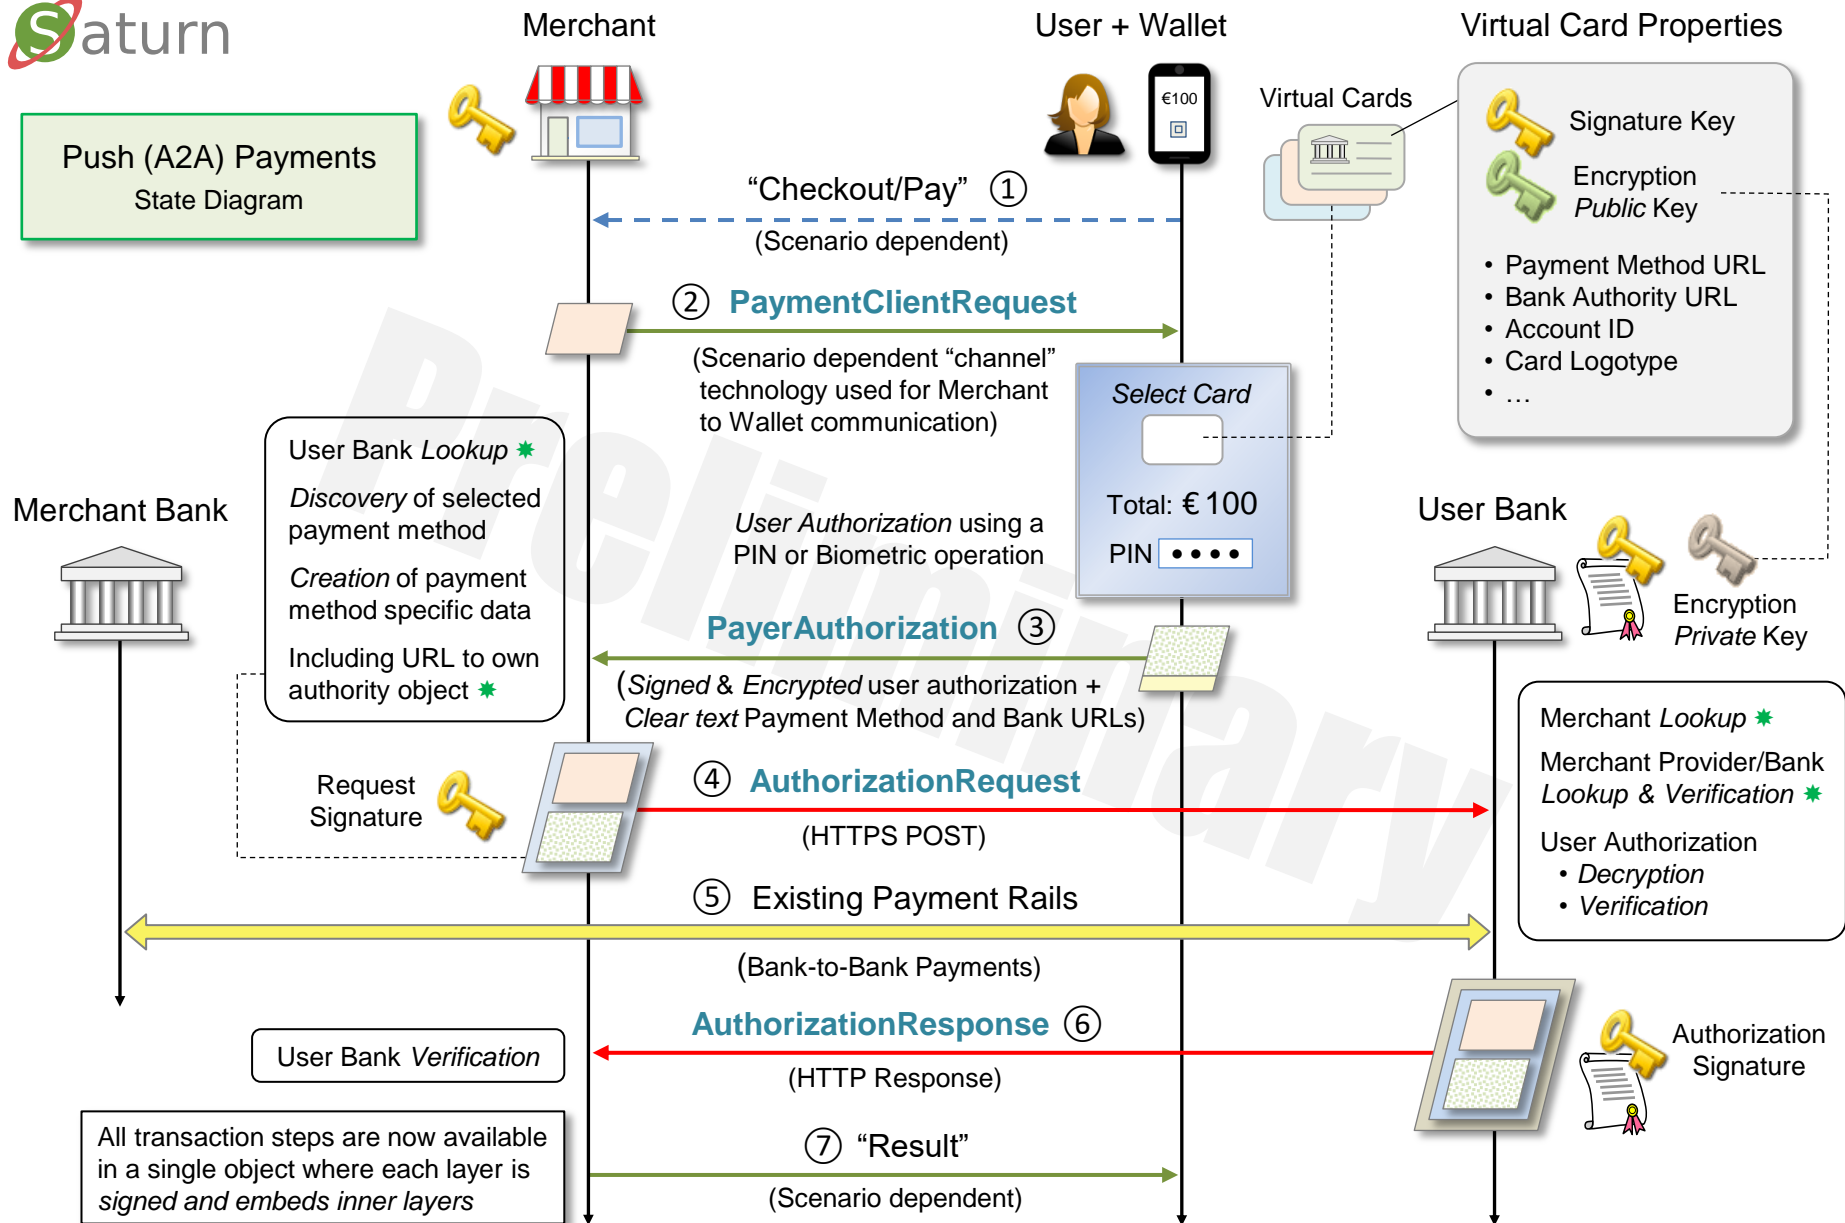 Saturn
Merchant
User + Wallet
Virtual Card Properties
Push (A2A) Payments
State Diagram
€100
Virtual Cards
Signature Key
Encryption
Public Key
• Payment Method URL
• Bank Authority URL
• Account ID
• Card Logotype
• …
“Checkout/Pay” ①
(Scenario dependent)
② PaymentClientRequest
(Scenario dependent “channel”
technology used for Merchant
to Wallet communication)
Select Card
Total: € 100
PIN ••••
User Authorization using a
PIN or Biometric operation
User Bank Lookup ✷
Discovery of selected
payment method
Creation of payment
method specific data
Including URL to own
authority object ✷
Merchant Bank
User Bank
Encryption
Private Key
PayerAuthorization ③
(Signed & Encrypted user authorization +
Clear text Payment Method and Bank URLs)
Merchant Lookup ✷
Merchant Provider/Bank
Lookup & Verification ✷
User Authorization
• Decryption
• Verification
Request
Signature
④ AuthorizationRequest
(HTTPS POST)
⑤ Existing Payment Rails
(Bank-to-Bank Payments)
AuthorizationResponse ⑥
(HTTP Response)
User Bank Verification
Authorization
Signature
All transaction steps are now available
in a single object where each layer is
signed and embeds inner layers
⑦ “Result”
(Scenario dependent)
Preliminary